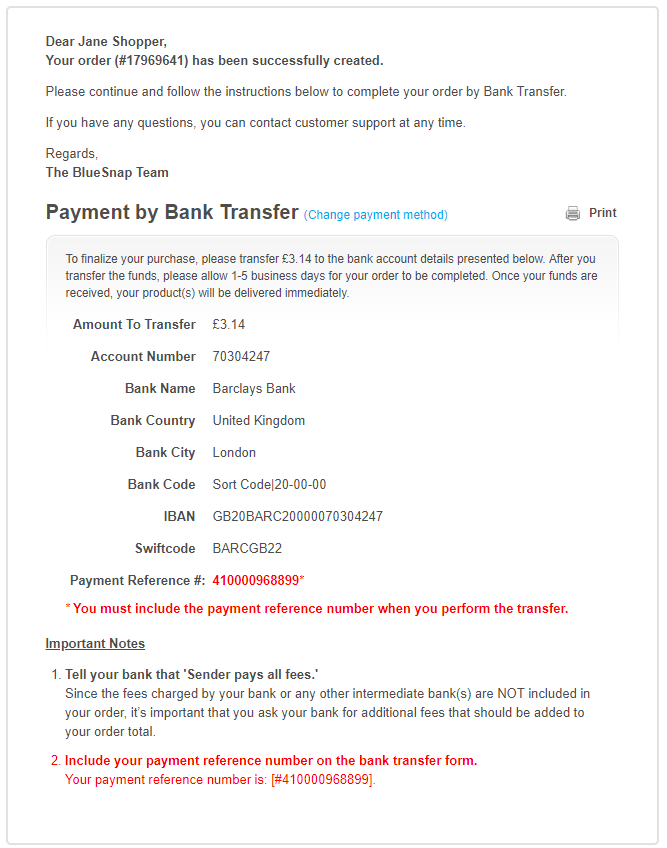 Dear Jane Shopper,
Your order (#17969641) has been successfully created.
Please continue and follow the instructions below to complete your order by Bank Transfer.
If you have any questions, you can contact customer support at any time.
Regards,
The BlueSnap Team
Payment by Bank Transfer (Change payment method) Print
To finalize your purchase, please transfer £3.14 to the bank account details presented below. After you
transfer the funds, please allow 1-5 business days for your order to be completed. Once your funds are
received, your product(s) will be delivered immediately.
Amount To Transfer £3.14
Account Number 70304247
Bank Name Barclays Bank
Bank Country United Kingdom
Bank City London
Bank Code Sort Code|20-00-00
IBAN GB20BARC20000070304247
Swiftcode BARCGB22
Payment Reference #: 410000968899*
* You must include the payment reference number when you perform the transfer.
Important Notes
1. Tell your bank that 'Sender pays all fees.'
Since the fees charged by your bank or any other intermediate bank(s) are NOT included in
your order, it's important that you ask your bank for additional fees that should be added to
your order total.
2. Include your payment reference number on the bank transfer form.
Your payment reference number is: [#410000968899].